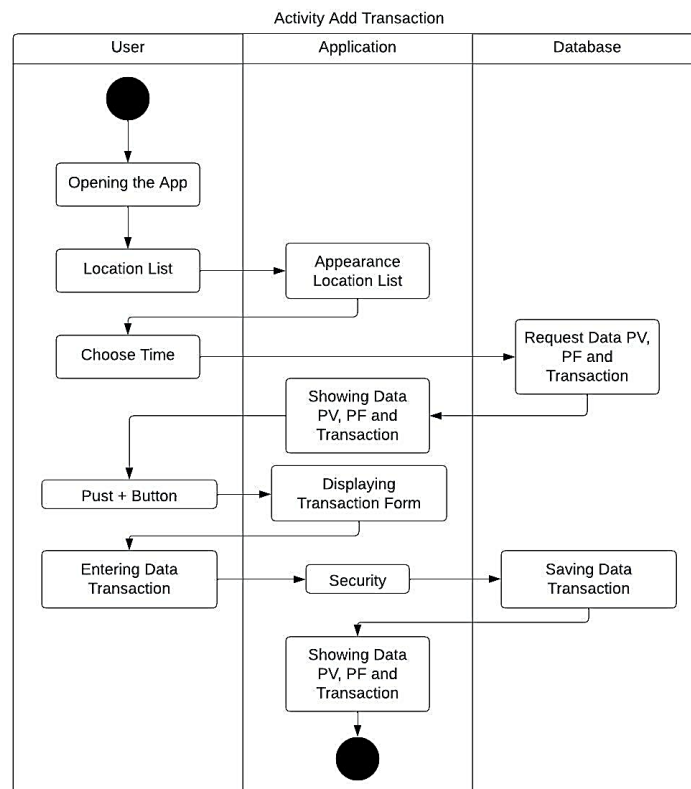 Activity Add Transaction
User
Application
Database
Opening the App
Location List
Appearance
Location List
Choose Time
Request Data PV,
PF and
Transaction
Showing Data
PV, PF and
Transaction
Pust + Button
Displaying
Transaction Form
Entering Data
Transaction
Security
Saving Data
Transaction
Showing Data
PV, PF and
Transaction